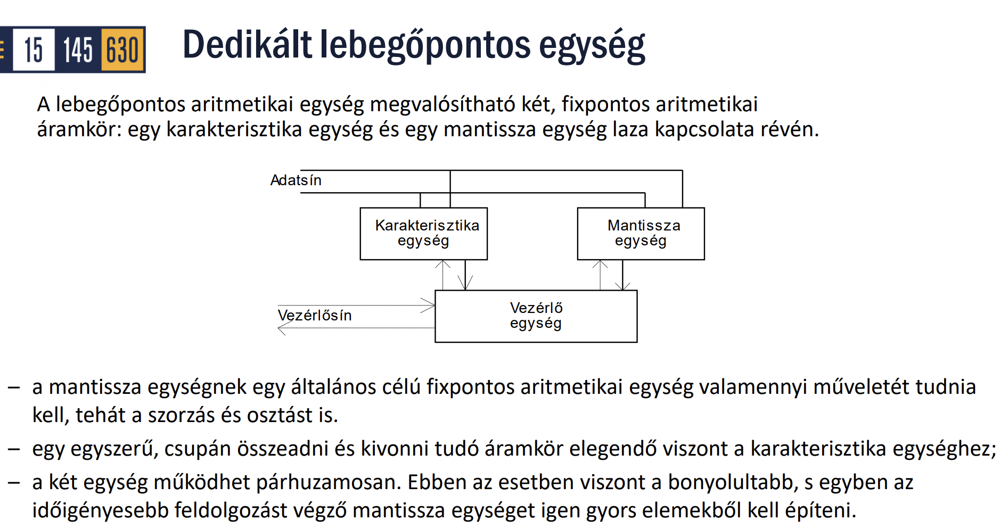 15 145 630
Dedikált lebegőpontos egység
A lebegőpontos aritmetikai egység megvalósítható két, fixpontos aritmetikai
áramkör: egy karakterisztika egység és egy mantissza egység laza kapcsolata révén.
Adatsín
Karakterisztika
egység
Mantissza
egység
Vezérlősín
Vezérlő
egység
– a mantissza egységnek egy általános célú fixpontos aritmetikai egység valamennyi műveletét tudnia
kell, tehát a szorzás és osztást is.
– egy egyszerű, csupán összeadni és kivonni tudó áramkör elegendő viszont a karakterisztika egységhez;
– a két egység működhet párhuzamosan. Ebben az esetben viszont a bonyolultabb, s egyben az
időigényesebb feldolgozást végző mantissza egységet igen gyors elemekből kell építeni.